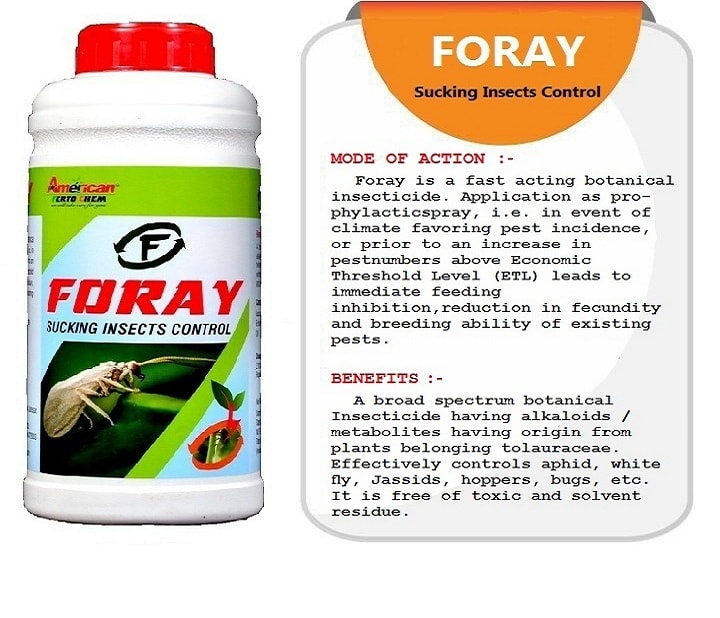 American
FERTO CHEM
F
FORAY
SUCKING INSECTS CONTROL
FORAY
Sucking Insects Control
MODE OF ACTION :-
Foray is a fast acting botanical
insecticide. Application as pro-
phylacticspray, i.e. in event of
climate favoring pest incidence,
or prior to an increase in
pestnumbers above Economic
Threshold Level (ETL) leads to
immediate feeding
inhibition,reduction in fecundity
and breeding ability of existing
pests.
BENEFITS :-
A broad spectrum botanical
Insecticide having alkaloids /
metabolites having origin from
plants belonging tolauraceae.
Effectively controls aphid, white
fly, Jassids, hoppers, bugs, etc.
It is free of toxic and solvent
residue.